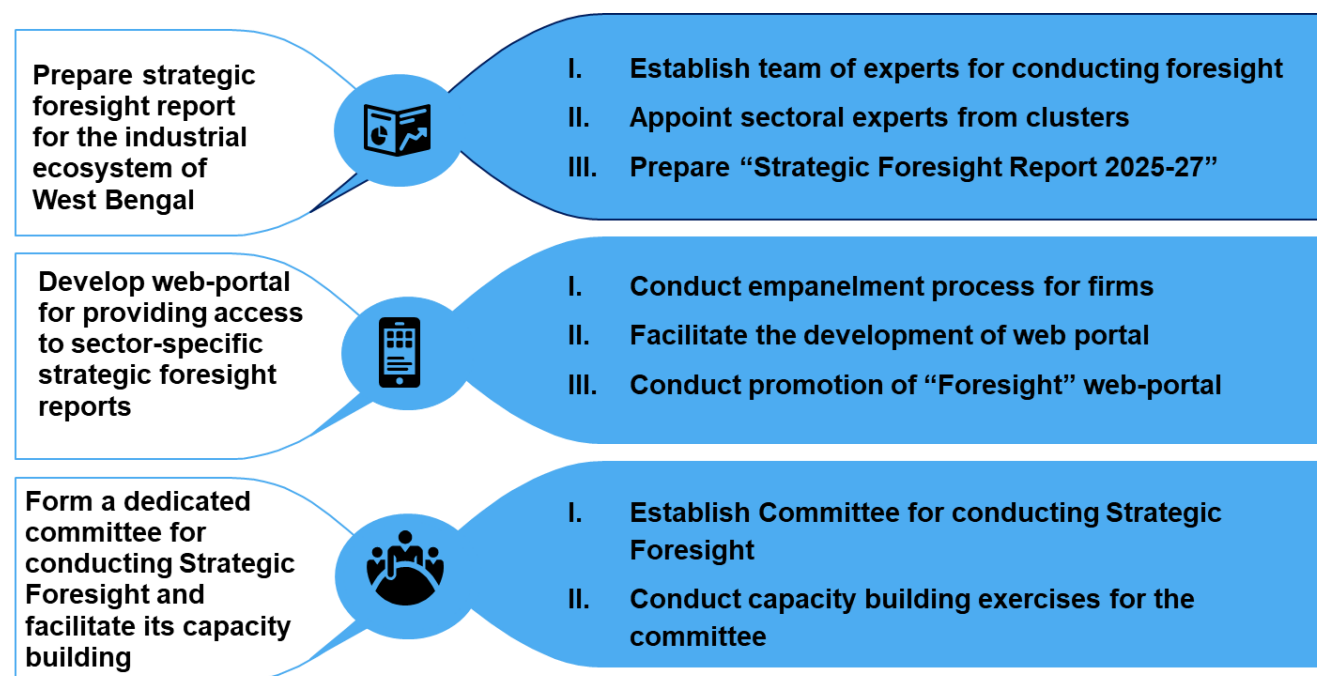 Prepare strategic
foresight report
for the industrial
ecosystem of
West Bengal
I. Establish team of experts for conducting foresight
II. Appoint sectoral experts from clusters
III. Prepare “Strategic Foresight Report 2025-27”
Develop web-portal
for providing access
to sector-specific
strategic foresight
reports
I. Conduct empanelment process for firms
II. Facilitate the development of web portal
III. Conduct promotion of “Foresight” web-portal
Form a dedicated
committee for
conducting Strategic
Foresight and
facilitate its capacity
building
I. Establish Committee for conducting Strategic
Foresight
II. Conduct capacity building exercises for the
committee